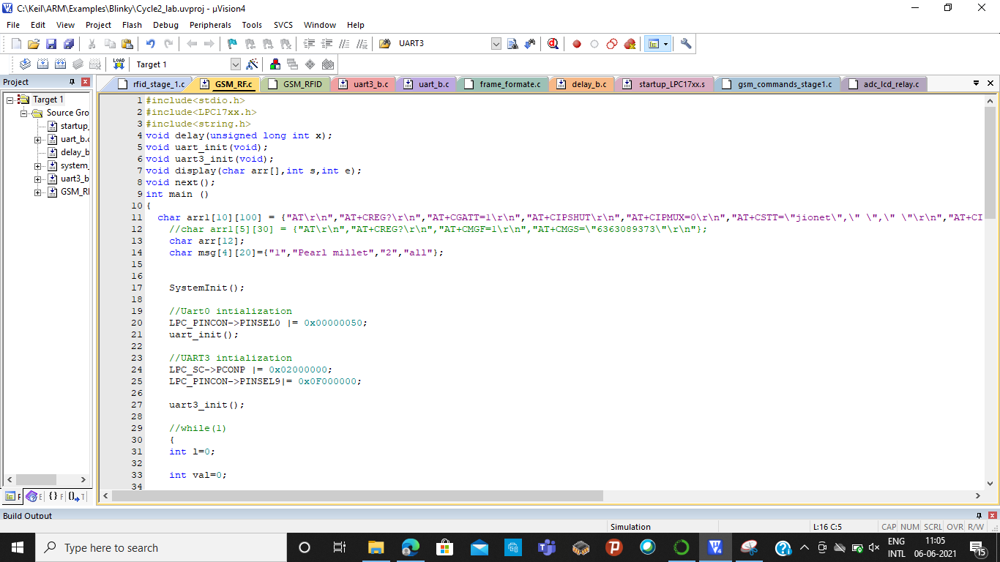 C:\Keil\ARM\Examples\Blinky\Cycle2_lab.uvproj - µVision4
File Edit View Project Flash Debug Peripherals Tools SVCS Window Help
UART3
LOAD Target 1
Project
rfid_stage_1.c GSM_RF.c GSM_RFID uart3_b.c uart_b.c frame_formate.c delay_b.c startup_LPC17xx.s gsm_commands_stage1.c adc_lcd_relay.c
Target 1
Source Gro
startup_
uart_b.c
delay_b
system_
uart3_b
GSM_RF
1 #include<stdio.h>
2 #include<LPC17xx.h>
3 #include<string.h>
4 void delay(unsigned long int x);
5 void uart_init(void);
6 void uart3_init(void);
7 void display(char arr[],int s,int e);
8 void next();
9 int main ()
10 {
11 char arr1[10][100] = {"AT\r\n","AT+CREG?\r\n","AT+CGATT=1\r\n","AT+CIPSHUT\r\n","AT+CIPMUX=0\r\n","AT+CSTT=\"jionet\",\" \",\" \"\r\n","AT+CI
12 //char arr1[5][30] = {"AT\r\n","AT+CREG?\r\n","AT+CMGF=1\r\n","AT+CMGS=\"6363089373\"\r\n"};
13 char arr[12];
14 char msg[4][20]={"1","Pearl millet","2","all"};
15
16
17 SystemInit();
18
19 //Uart0 intialization
20 LPC_PINCON->PINSEL0 |= 0x00000050;
21 uart_init();
22
23 //UART3 intialization
24 LPC_SC->PCONP |= 0x02000000;
25 LPC_PINCON->PINSEL9|= 0x0F000000;
26
27 uart3_init();
28
29 //while(1)
30 {
31 int l=0;
32
33 int val=0;
34
Build Output
Simulation L:16 C:5 CAP NUM SCRL OVR R/W
Type here to search
ENG 11:05
INTL 06-06-2021
15